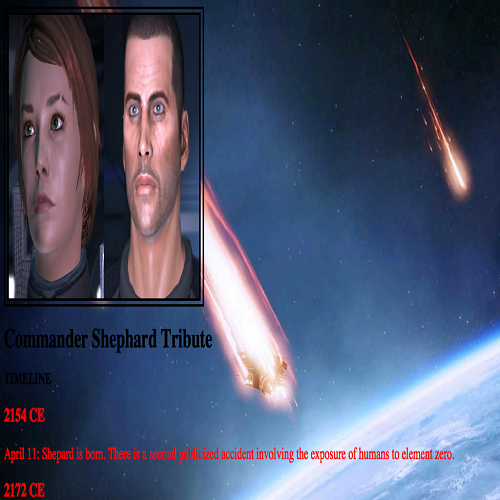 Commander Shephard Tribute
TIMELINE
2154 CE
April 11: Shepard is born. There is a second publicized accident involving the exposure of humans to element zero.
2172 CE